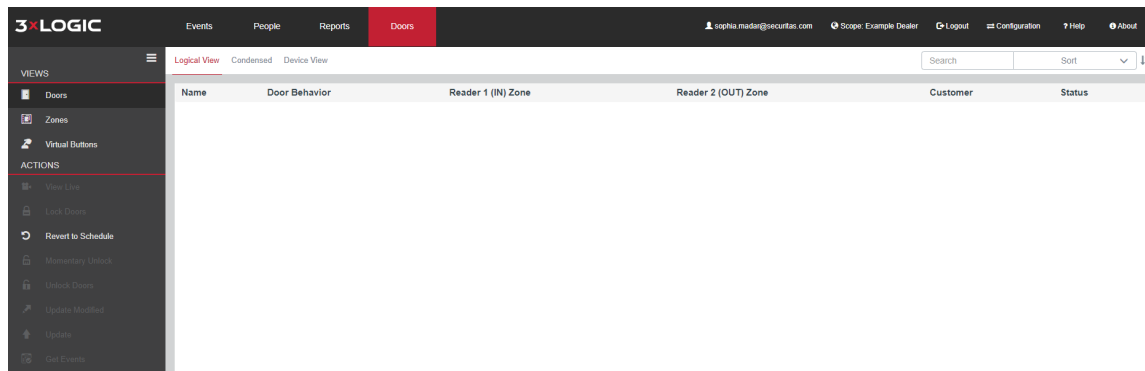 3xLOGIC
Events People Reports Doors sophia.madar@securitas.com Scope: Example Dealer Logout Configuration ? Help About
VIEWS
Doors
Zones
Virtual Buttons
ACTIONS
View Live
Lock Doors
Revert to Schedule
Momentary Unlock
Unlock Doors
Update Modified
Update
Get Events
Logical View Condensed Device View Search Sort
Name Door Behavior Reader 1 (IN) Zone Reader 2 (OUT) Zone Customer Status